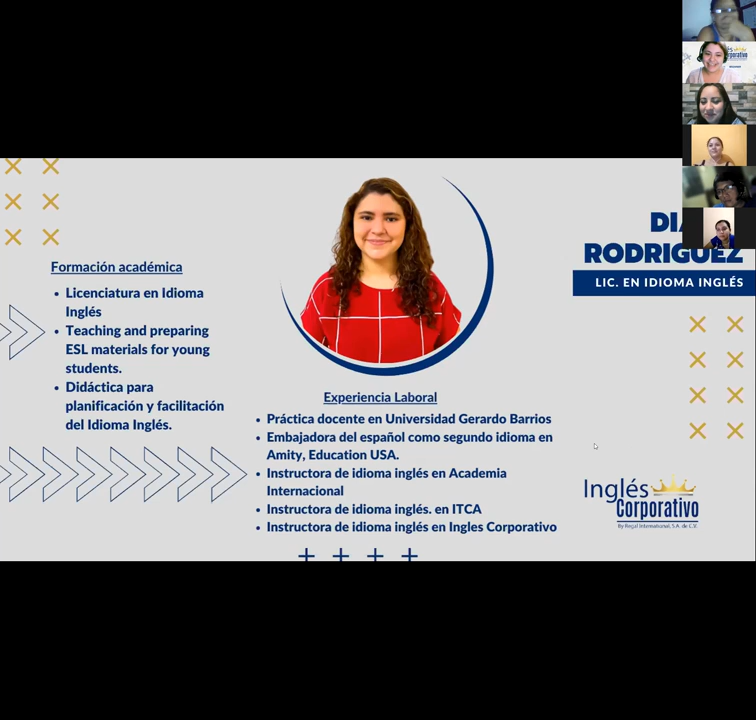 Formación académica
Licenciatura en Idioma
Inglés
Teaching and preparing
ESL materials for young
students.
Didáctica para
planificación y facilitación
del Idioma Inglés.
Experiencia Laboral
Práctica docente en Universidad Gerardo Barrios
Embajadora del español como segundo idioma en
Amity, Education USA.
Instructora de idioma inglés en Academia
Internacional
Instructora de idioma inglés. en ITCA
Instructora de idioma inglés en Ingles Corporativo
RODRIGUEZ
LIC. EN IDIOMA INGLÉS
Inglés
Corporativo
By Regal International, S.A. de C.V.